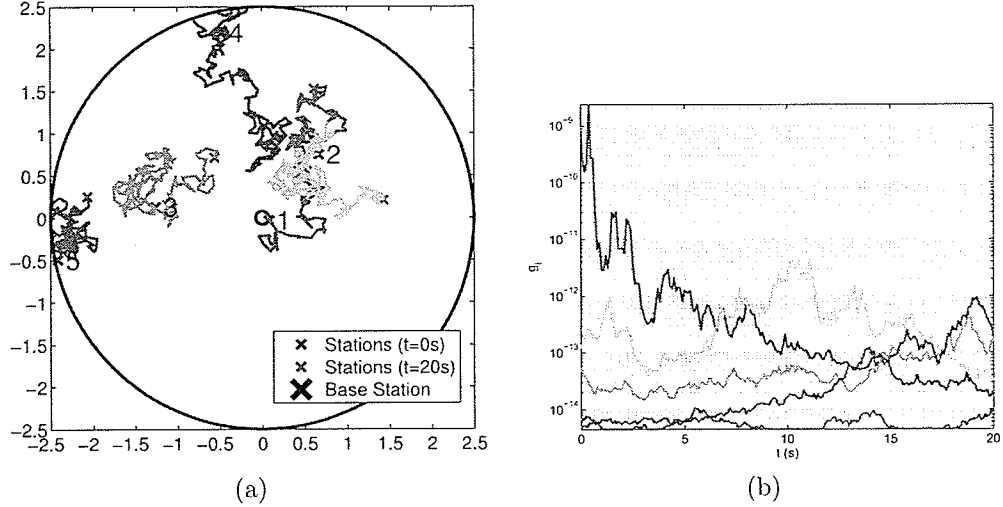 2.5
2
1.5
1
0.5
0
−0.5
−1
−1.5
−2
−2.5
−2.5 −2 −1.5 −1 −0.5 0 0.5 1 1.5 2 2.5
4
2
3
1
5
Stations (t=0s)
Stations (t=20s)
Base Station
(a)
10⁻⁹
10⁻¹⁰
10⁻¹¹
10⁻¹²
10⁻¹³
10⁻¹⁴
gᵢ
0 5 10 15 20
t (s)
(b)